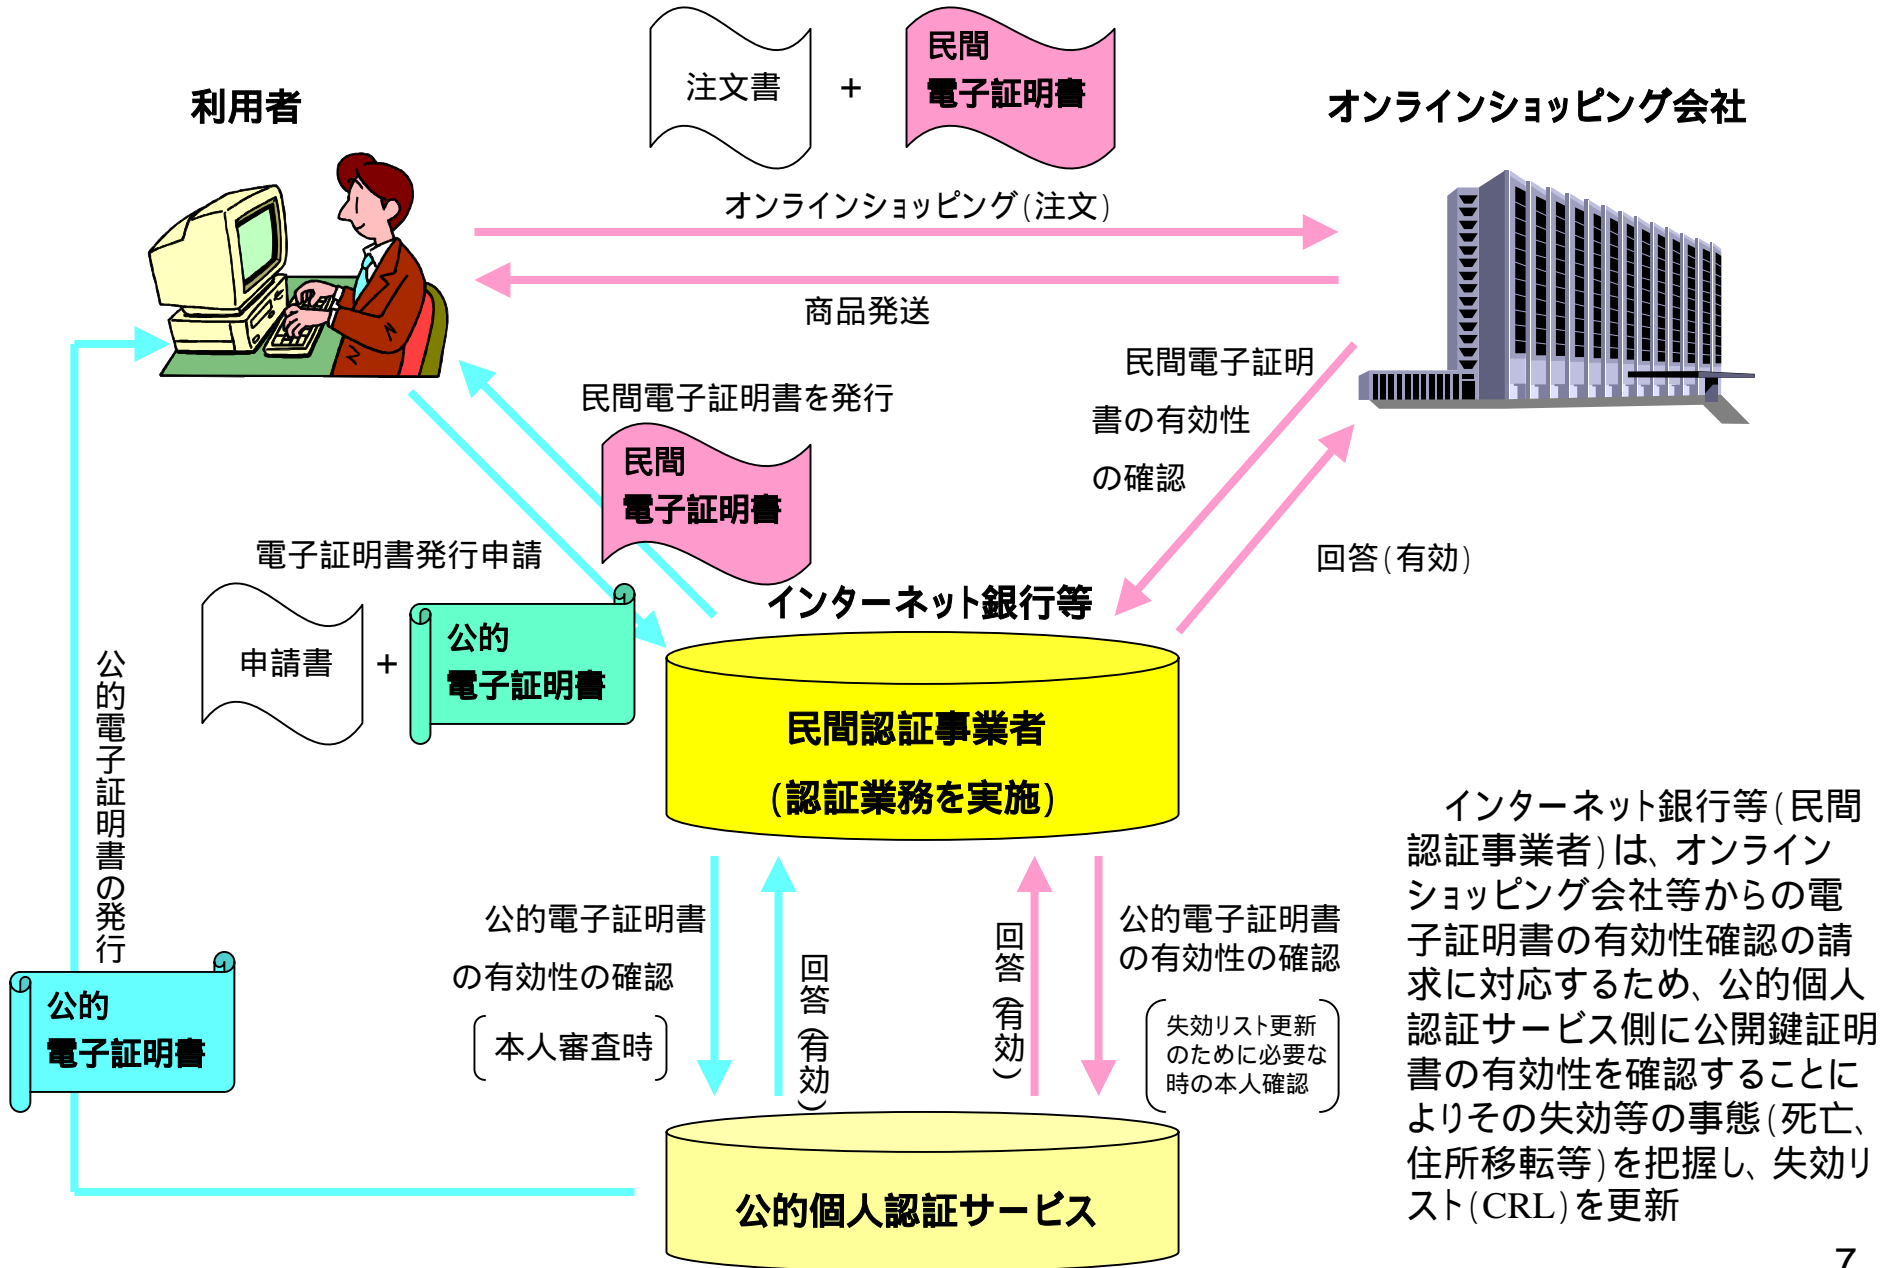 注文書
+
民間
電子証明書
利用者
オンラインショッピング会社
オンラインショッピング(注文)
商品発送
民間電子証明
書の有効性
の確認
民間電子証明書を発行
民間
電子証明書
電子証明書発行申請
回答(有効)
インターネット銀行等
申請書
+
公的
電子証明書
公的電子証明書の発行
民間認証事業者
(認証業務を実施)
公的電子証明書
の有効性の確認
本人審査時
回答(有効)
回答(有効)
公的電子証明書
の有効性の確認
失効リスト更新
のために必要な
時の本人確認
公的
電子証明書
公的個人認証サービス
インターネット銀行等(民間
認証事業者)は、オンライン
ショッピング会社等からの電
子証明書の有効性確認の請
求に対応するため、公的個人
認証サービス側に公開鍵証明
書の有効性を確認することに
よりその失効等の事態(死亡、
住所移転等)を把握し、失効リ
スト(CRL)を更新
7